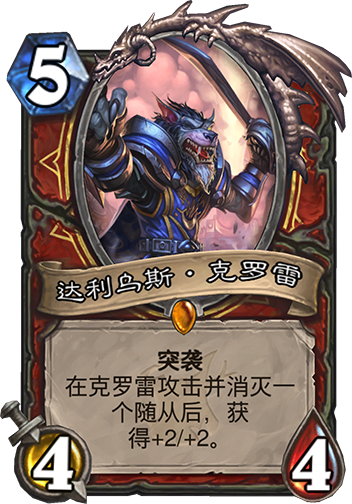 5
达利乌斯·克罗雷
突袭
在克罗雷攻击并消灭一
个随从后，获
得+2/+2。
4
4